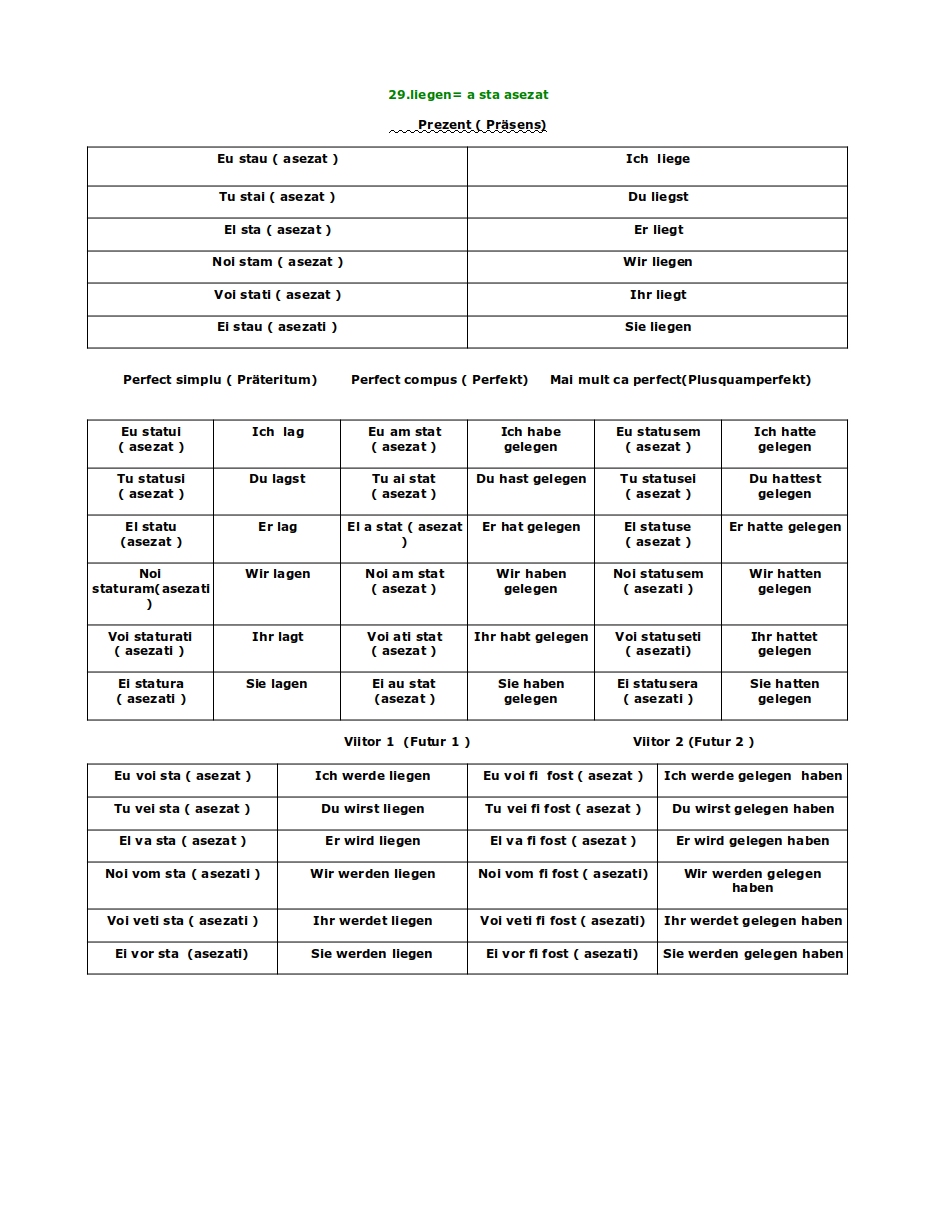 29.liegen= a sta asezat
Prezent ( Präsens)
Eu stau ( asezat ) Ich  liege
Tu stai ( asezat ) Du liegst
El sta ( asezat ) Er liegt
Noi stam ( asezat ) Wir liegen
Voi stati ( asezat ) Ihr liegt
Ei stau ( asezati ) Sie liegen
Perfect simplu ( Präteritum) Perfect compus ( Perfekt) Mai mult ca perfect(Plusquamperfekt)
Eu statui Ich  lag Eu am stat Ich habe Eu statusem Ich hatte
( asezat ) ( asezat ) gelegen ( asezat ) gelegen
Tu statusi Du lagst Tu ai stat Du hast gelegen Tu statusei Du hattest
( asezat ) ( asezat ) ( asezat ) gelegen
El statu Er lag El a stat ( asezat Er hat gelegen El statuse Er hatte gelegen
(asezat ) ) ( asezat )
Noi Wir lagen Noi am stat Wir haben Noi statusem Wir hatten
staturam(asezati ( asezat ) gelegen ( asezati ) gelegen
)
Voi staturati Ihr lagt Voi ati stat Ihr habt gelegen Voi statuseti Ihr hattet
( asezati ) ( asezat ) ( asezati) gelegen
Ei statura Sie lagen Ei au stat Sie haben Ei statusera Sie hatten
( asezati ) (asezat ) gelegen ( asezati ) gelegen
Viitor 1  (Futur 1 ) Viitor 2 (Futur 2 )
Eu voi sta ( asezat ) Ich werde liegen Eu voi fi  fost ( asezat ) Ich werde gelegen  haben
Tu vei sta ( asezat ) Du wirst liegen Tu vei fi fost ( asezat ) Du wirst gelegen haben
El va sta ( asezat ) Er wird liegen El va fi fost ( asezat ) Er wird gelegen haben
Noi vom sta ( asezati ) Wir werden liegen Noi vom fi fost ( asezati) Wir werden gelegen
haben
Voi veti sta ( asezati ) Ihr werdet liegen Voi veti fi fost ( asezati) Ihr werdet gelegen haben
Ei vor sta  (asezati) Sie werden liegen Ei vor fi fost ( asezati) Sie werden gelegen haben